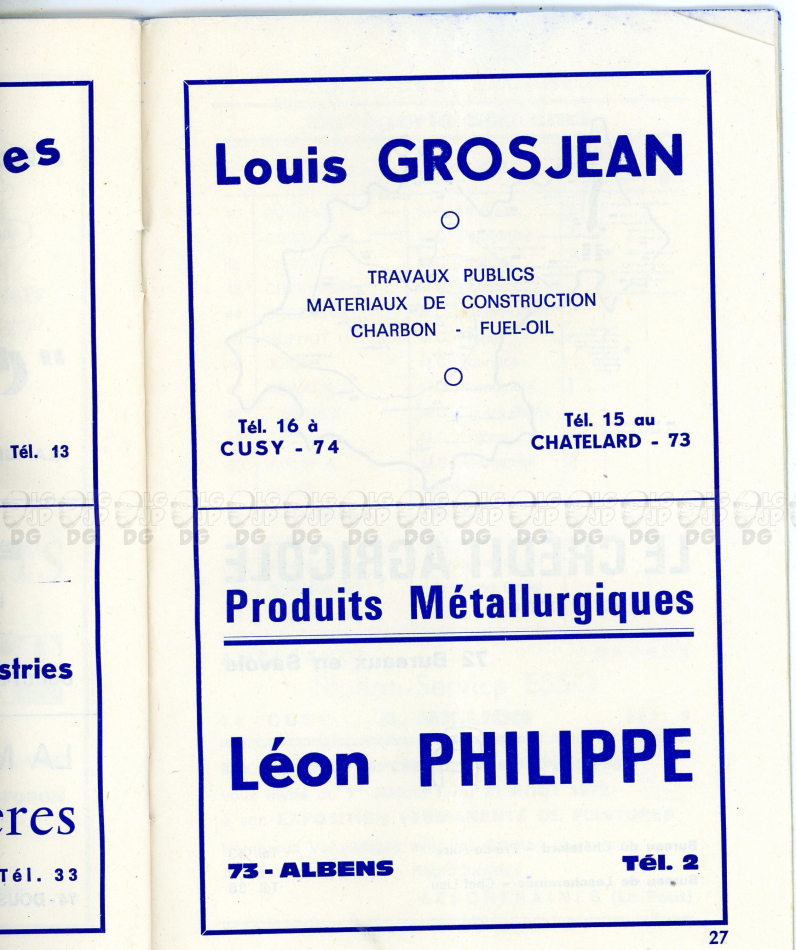 es
Tél. 13
stries
eres
Tél. 33
Louis GROSJEAN
TRAVAUX PUBLICS
MATERIAUX DE CONSTRUCTION
CHARBON - FUEL-OIL
Tél. 16 à
CUSY - 74
Tél. 15 au
CHATELARD - 73
Produits Métallurgiques
Léon PHILIPPE
73 - ALBENS
Tél. 2
27